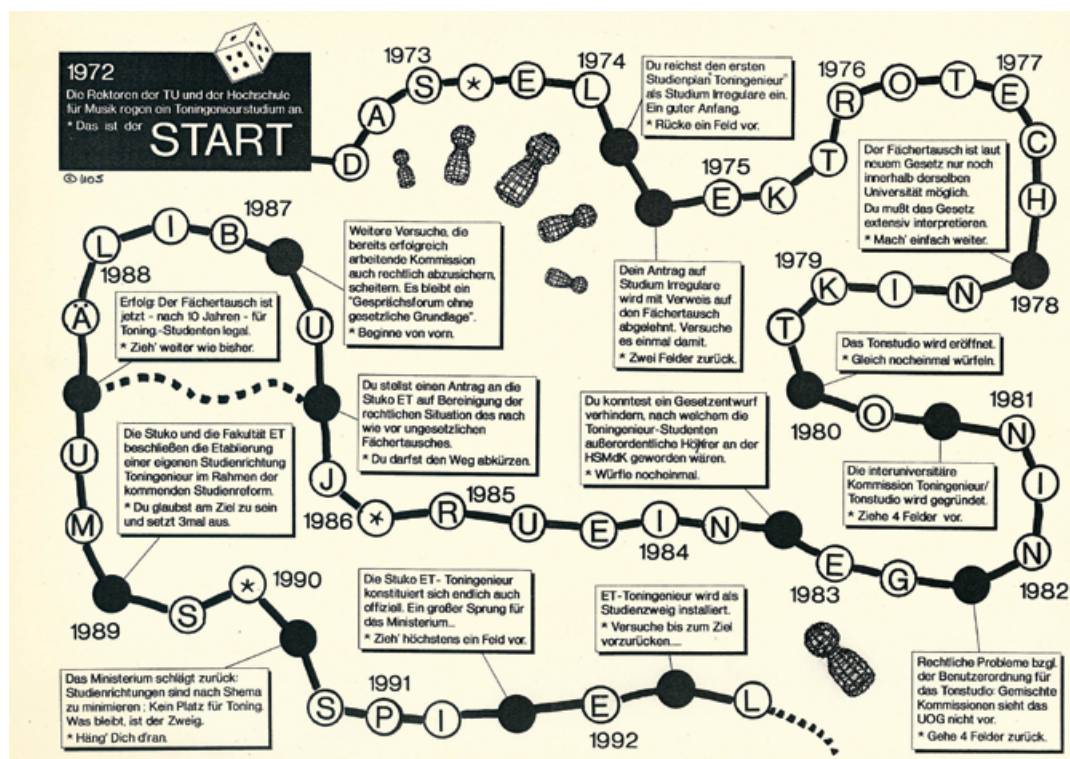 1972
Die Rektoren der TU und der Hochschule
für Musik regen ein Toningenieurstudium an.
* Das ist der START
© UOS
D A S * E L
1973
1974
Du reichst den ersten
Studienplan "Toningenieur"
als Studium Irregulare ein.
Ein guter Anfang.
* Rücke ein Feld vor.
Dein Antrag auf
Studium Irregulare
wird mit Verweis auf
den Fächertausch
abgelehnt. Versuche
es einmal damit.
* Zwei Felder zurück.
1975
E K T R O T E C H
1976
1977
Der Fächertausch ist laut
neuem Gesetz nur noch
innerhalb derselben
Universität möglich.
Du mußt das Gesetz
extensiv interpretieren.
* Mach' einfach weiter.
1978
N I K T
1979
Das Tonstudio wird eröffnet.
* Gleich nocheinmal würfeln.
1980
O
Die interuniversitäre
Kommission Toningenieur/
Tonstudio wird gegründet.
* Ziehe 4 Felder vor.
1981
N I N
1982
Rechtliche Probleme bzgl.
der Benutzerordnung für
das Tonstudio: Gemischte
Kommissionen sieht das
UOG nicht vor.
* Gehe 4 Felder zurück.
G E
1983
Du konntest ein Gesetzentwurf
verhindern, nach welchem die
Toningenieur-Studenten
außerordentliche Hörer an der
HSMdK geworden wären.
* Würfle nocheinmal.
N I E U R * J
1984
1985
1986
Du stellst einen Antrag an die
Stuko ET auf Bereinigung der
rechtlichen Situation des nach
wie vor ungesetzlichen
Fächertausches.
* Du darfst den Weg abkürzen.
U
Weitere Versuche, die
bereits erfolgreich
arbeitende Kommission
auch rechtlich abzusichern,
scheitern. Es bleibt ein
"Gesprächsforum ohne
gesetzliche Grundlage".
* Beginne von vorn.
1987
B I L Ä
1988
Erfolg: Der Fächertausch ist
jetzt - nach 10 Jahren - für
Toning.-Studenten legal.
* Zieh' weiter wie bisher.
U M
Die Stuko und die Fakultät ET
beschließen die Etablierung
einer eigenen Studienrichtung
Toningenieur im Rahmen der
kommenden Studienreform.
* Du glaubst am Ziel zu sein
und setzt 3mal aus.
1989
S *
1990
Das Ministerium schlägt zurück:
Studienrichtungen sind nach Schema
zu minimieren ; Kein Platz für Toning.
Was bleibt, ist der Zweig.
* Häng' Dich d'ran.
S P I
1991
Die Stuko ET- Toningenieur
konstituiert sich endlich auch
offiziell. Ein großer Sprung für
das Ministerium...
* Zieh' höchstens ein Feld vor.
E
1992
ET-Toningenieur wird als
Studienzweig installiert.
* Versuche bis zum Ziel
vorzurücken....
L